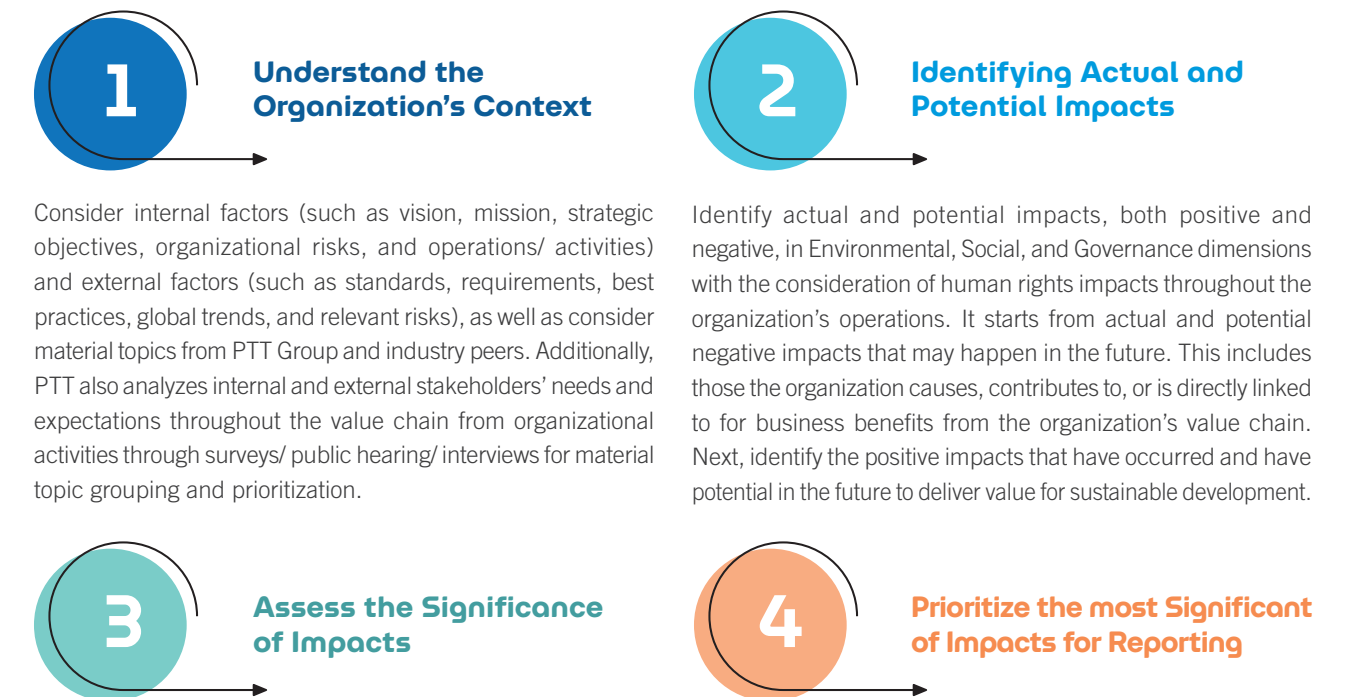 1
Understand the
Organization's Context
Consider internal factors (such as vision, mission, strategic
objectives, organizational risks, and operations/ activities)
and external factors (such as standards, requirements, best
practices, global trends, and relevant risks), as well as consider
material topics from PTT Group and industry peers. Additionally,
PTT also analyzes internal and external stakeholders' needs and
expectations throughout the value chain from organizational
activities through surveys/ public hearing/ interviews for material
topic grouping and prioritization.
2
Identifying Actual and
Potential Impacts
Identify actual and potential impacts, both positive and
negative, in Environmental, Social, and Governance dimensions
with the consideration of human rights impacts throughout the
organization's operations. It starts from actual and potential
negative impacts that may happen in the future. This includes
those the organization causes, contributes to, or is directly linked
to for business benefits from the organization's value chain.
Next, identify the positive impacts that have occurred and have
potential in the future to deliver value for sustainable development.
3
Assess the Significance
of Impacts
4
Prioritize the most Significant
of Impacts for Reporting